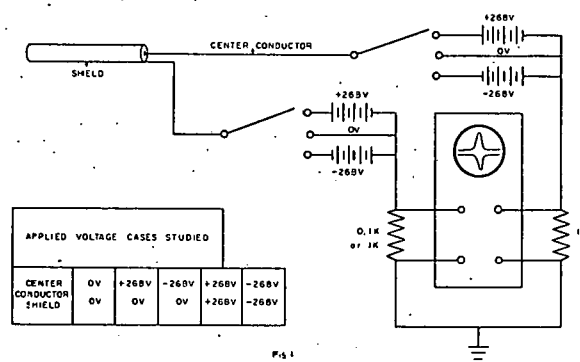 +268V
0V
-268V
CENTER CONDUCTOR
SHIELD
+268V
0V
-268V
0.1K
or 1K
APPLIED VOLTAGE CASES STUDIED
CENTER CONDUCTOR 0V +268V -268V +268V -268V
SHIELD 0V 0V 0V +268V -268V
Fig 1